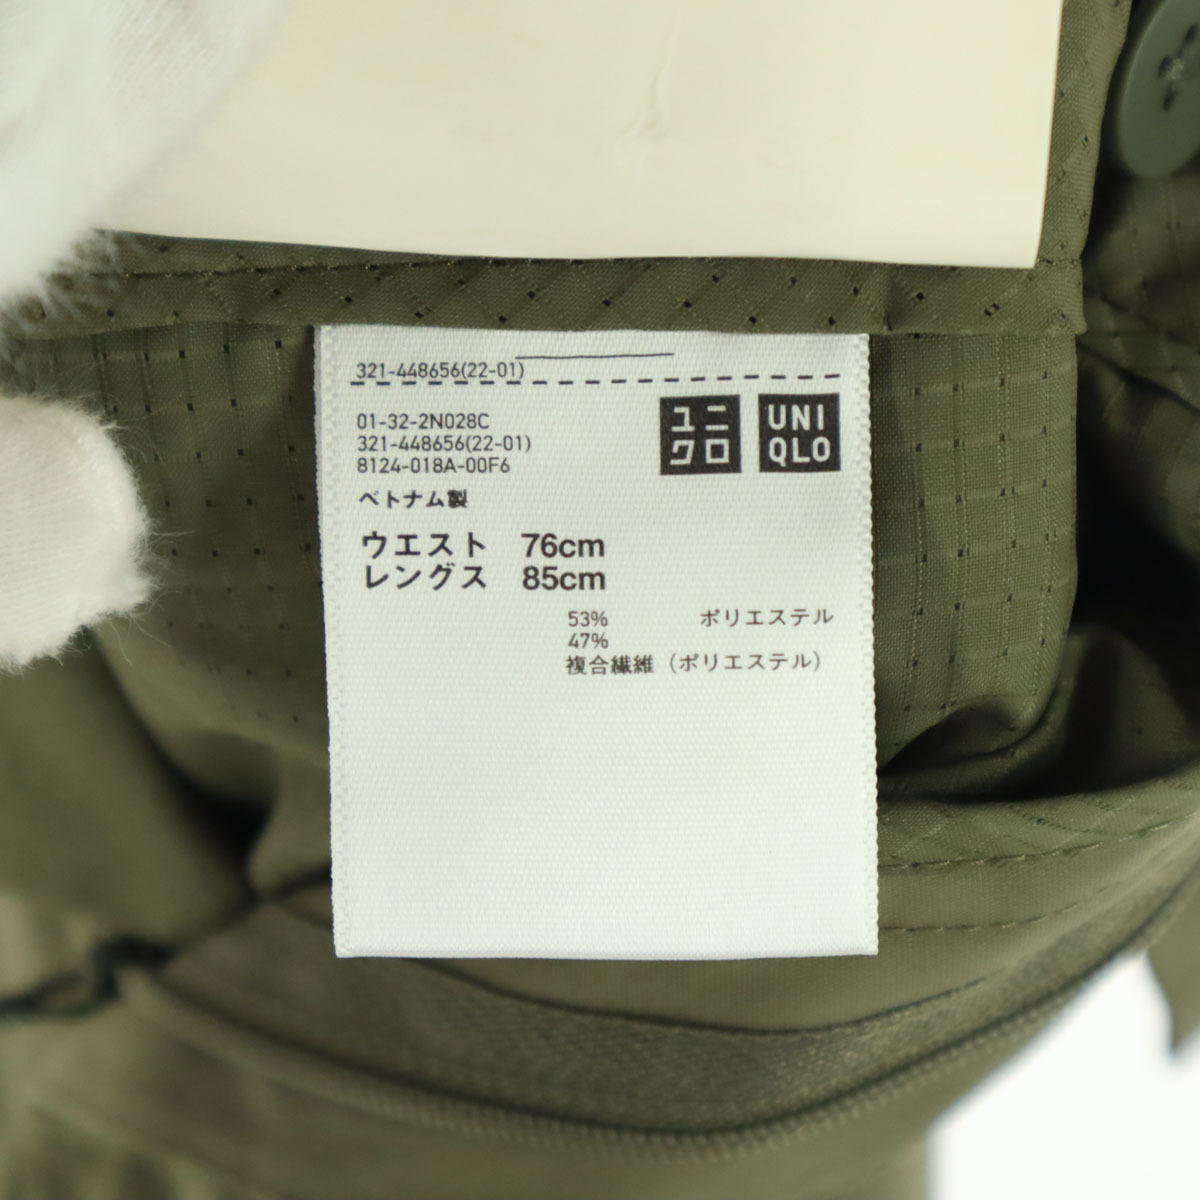 321-448656(22-01)
01-32-2N028C
321-448656(22-01)
8124-018A-00F6
ユニ
クロ
UNI
QLO
ベトナム製
ウエスト 76cm
レングス 85cm
53% ポリエステル
47%
複合繊維（ポリエステル）